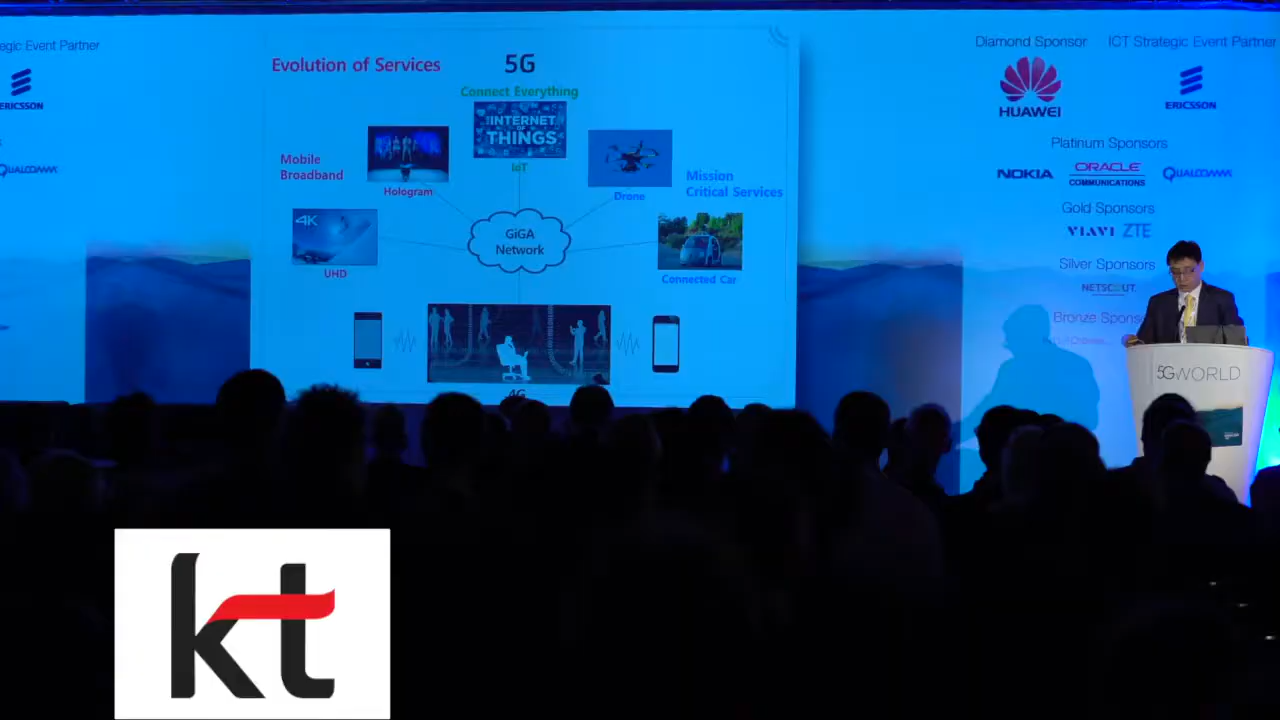 egic Event Partner
ERICSSON
QUALCOMM
Evolution of Services
5G
Connect Everything
INTERNET
OF
THINGS
IoT
Mobile
Broadband
Hologram
Drone
Mission
Critical Services
4K
UHD
GiGA
Network
Connected Car
4G
Diamond Sponsor
ICT Strategic Event Partner
HUAWEI
ERICSSON
Platinum Sponsors
NOKIA
ORACLE
COMMUNICATIONS
QUALCOMM
Gold Sponsors
VIAVI
ZTE
Silver Sponsors
NETSCOUT
Bronze Spons
5GWORLD
kt